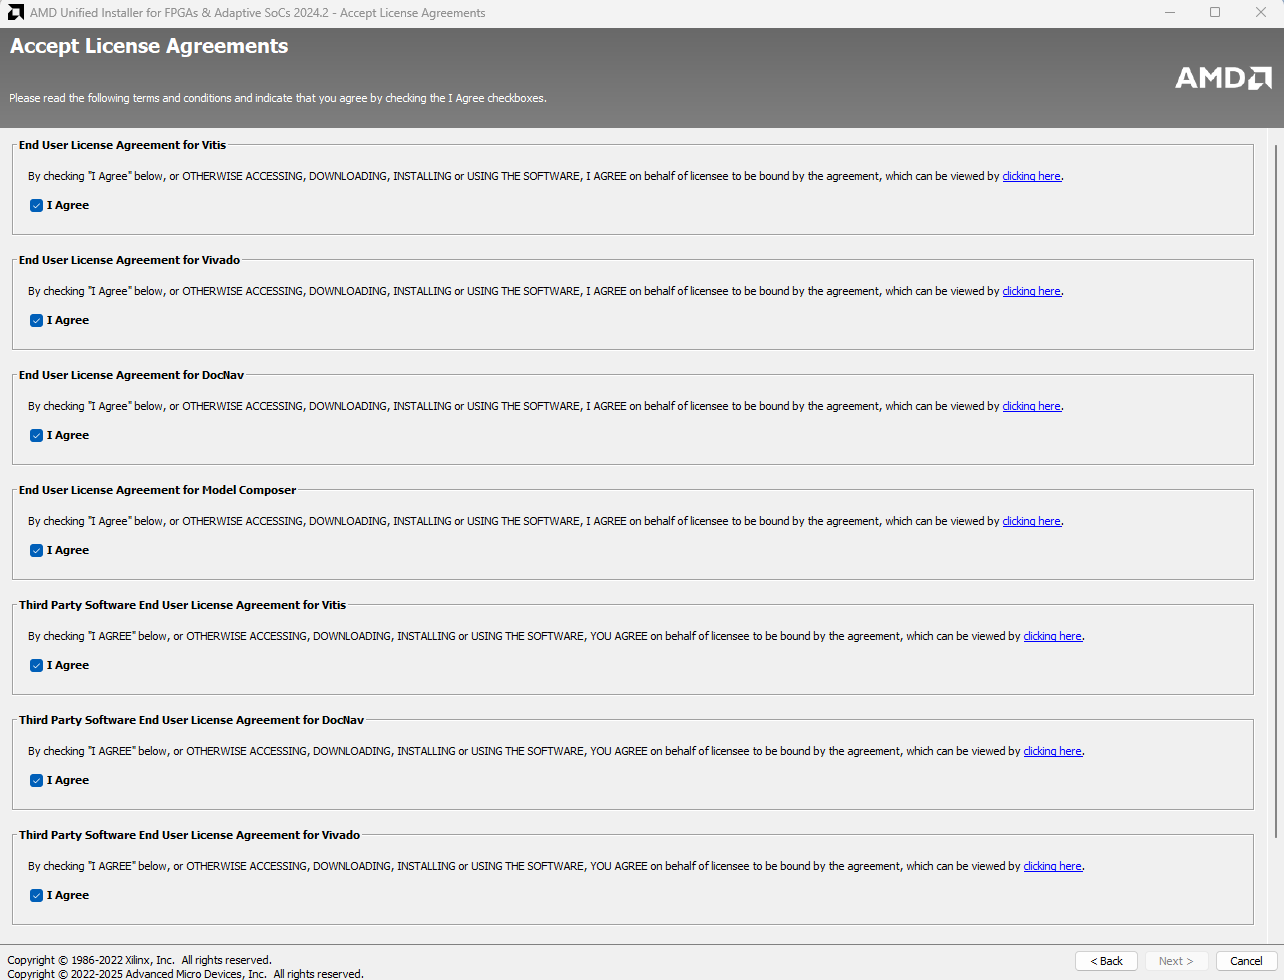 AMD Unified Installer for FPGAs & Adaptive SoCs 2024.2 - Accept License Agreements
Accept License Agreements
AMD
Please read the following terms and conditions and indicate that you agree by checking the I Agree checkboxes.
End User License Agreement for Vitis
By checking "I Agree" below, or OTHERWISE ACCESSING, DOWNLOADING, INSTALLING or USING THE SOFTWARE, I AGREE on behalf of licensee to be bound by the agreement, which can be viewed by clicking here.
I Agree
End User License Agreement for Vivado
By checking "I Agree" below, or OTHERWISE ACCESSING, DOWNLOADING, INSTALLING or USING THE SOFTWARE, I AGREE on behalf of licensee to be bound by the agreement, which can be viewed by clicking here.
I Agree
End User License Agreement for DocNav
By checking "I Agree" below, or OTHERWISE ACCESSING, DOWNLOADING, INSTALLING or USING THE SOFTWARE, I AGREE on behalf of licensee to be bound by the agreement, which can be viewed by clicking here.
I Agree
End User License Agreement for Model Composer
By checking "I Agree" below, or OTHERWISE ACCESSING, DOWNLOADING, INSTALLING or USING THE SOFTWARE, I AGREE on behalf of licensee to be bound by the agreement, which can be viewed by clicking here.
I Agree
Third Party Software End User License Agreement for Vitis
By checking "I AGREE" below, or OTHERWISE ACCESSING, DOWNLOADING, INSTALLING or USING THE SOFTWARE, YOU AGREE on behalf of licensee to be bound by the agreement, which can be viewed by clicking here.
I Agree
Third Party Software End User License Agreement for DocNav
By checking "I AGREE" below, or OTHERWISE ACCESSING, DOWNLOADING, INSTALLING or USING THE SOFTWARE, YOU AGREE on behalf of licensee to be bound by the agreement, which can be viewed by clicking here.
I Agree
Third Party Software End User License Agreement for Vivado
By checking "I AGREE" below, or OTHERWISE ACCESSING, DOWNLOADING, INSTALLING or USING THE SOFTWARE, YOU AGREE on behalf of licensee to be bound by the agreement, which can be viewed by clicking here.
I Agree
Copyright © 1986-2022 Xilinx, Inc. All rights reserved.
Copyright © 2022-2025 Advanced Micro Devices, Inc. All rights reserved.
< Back Next > Cancel